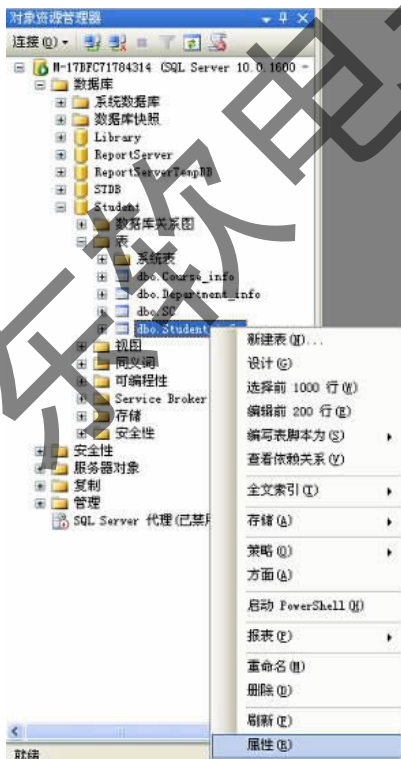 对象资源管理器
连接(O)
M-17BFC71784314 (SQL Server 10.0.1600 -
数据库
系统数据库
数据库快照
Library
ReportServer
ReportServerTempDB
STDB
Student
数据库关系图
表
系统表
dbo.Course_info
dbo.Department_info
dbo.SC
dbo.Student
视图
同义词
可编程性
Service Broker
存储
安全性
安全性
服务器对象
复制
管理
SQL Server 代理(已禁用
新建表(N)...
设计(G)
选择前 1000 行(W)
编辑前 200 行(E)
编写表脚本为(S)
查看依赖关系(V)
全文索引(T)
存储(A)
策略(O)
方面(A)
启动 PowerShell(H)
报表(P)
重命名(M)
删除(D)
刷新(F)
属性(R)
就绪